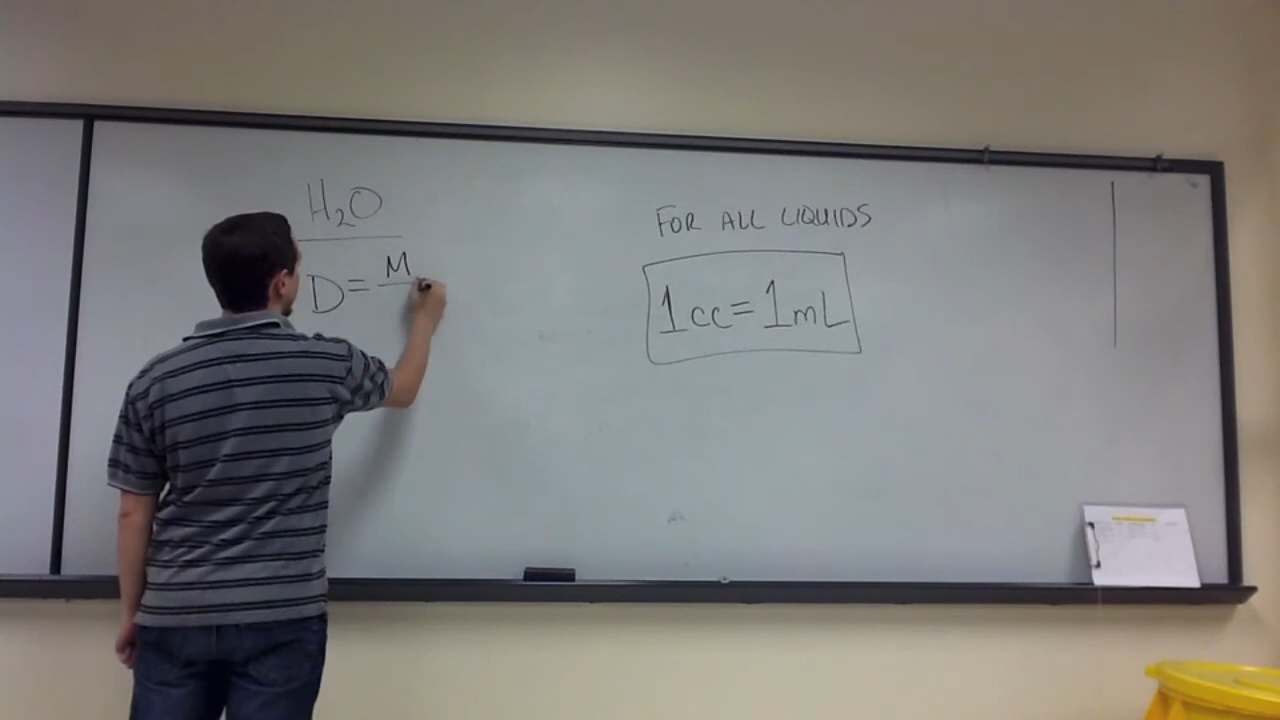 H₂O
D = M
FOR ALL LIQUIDS
1cc = 1mL